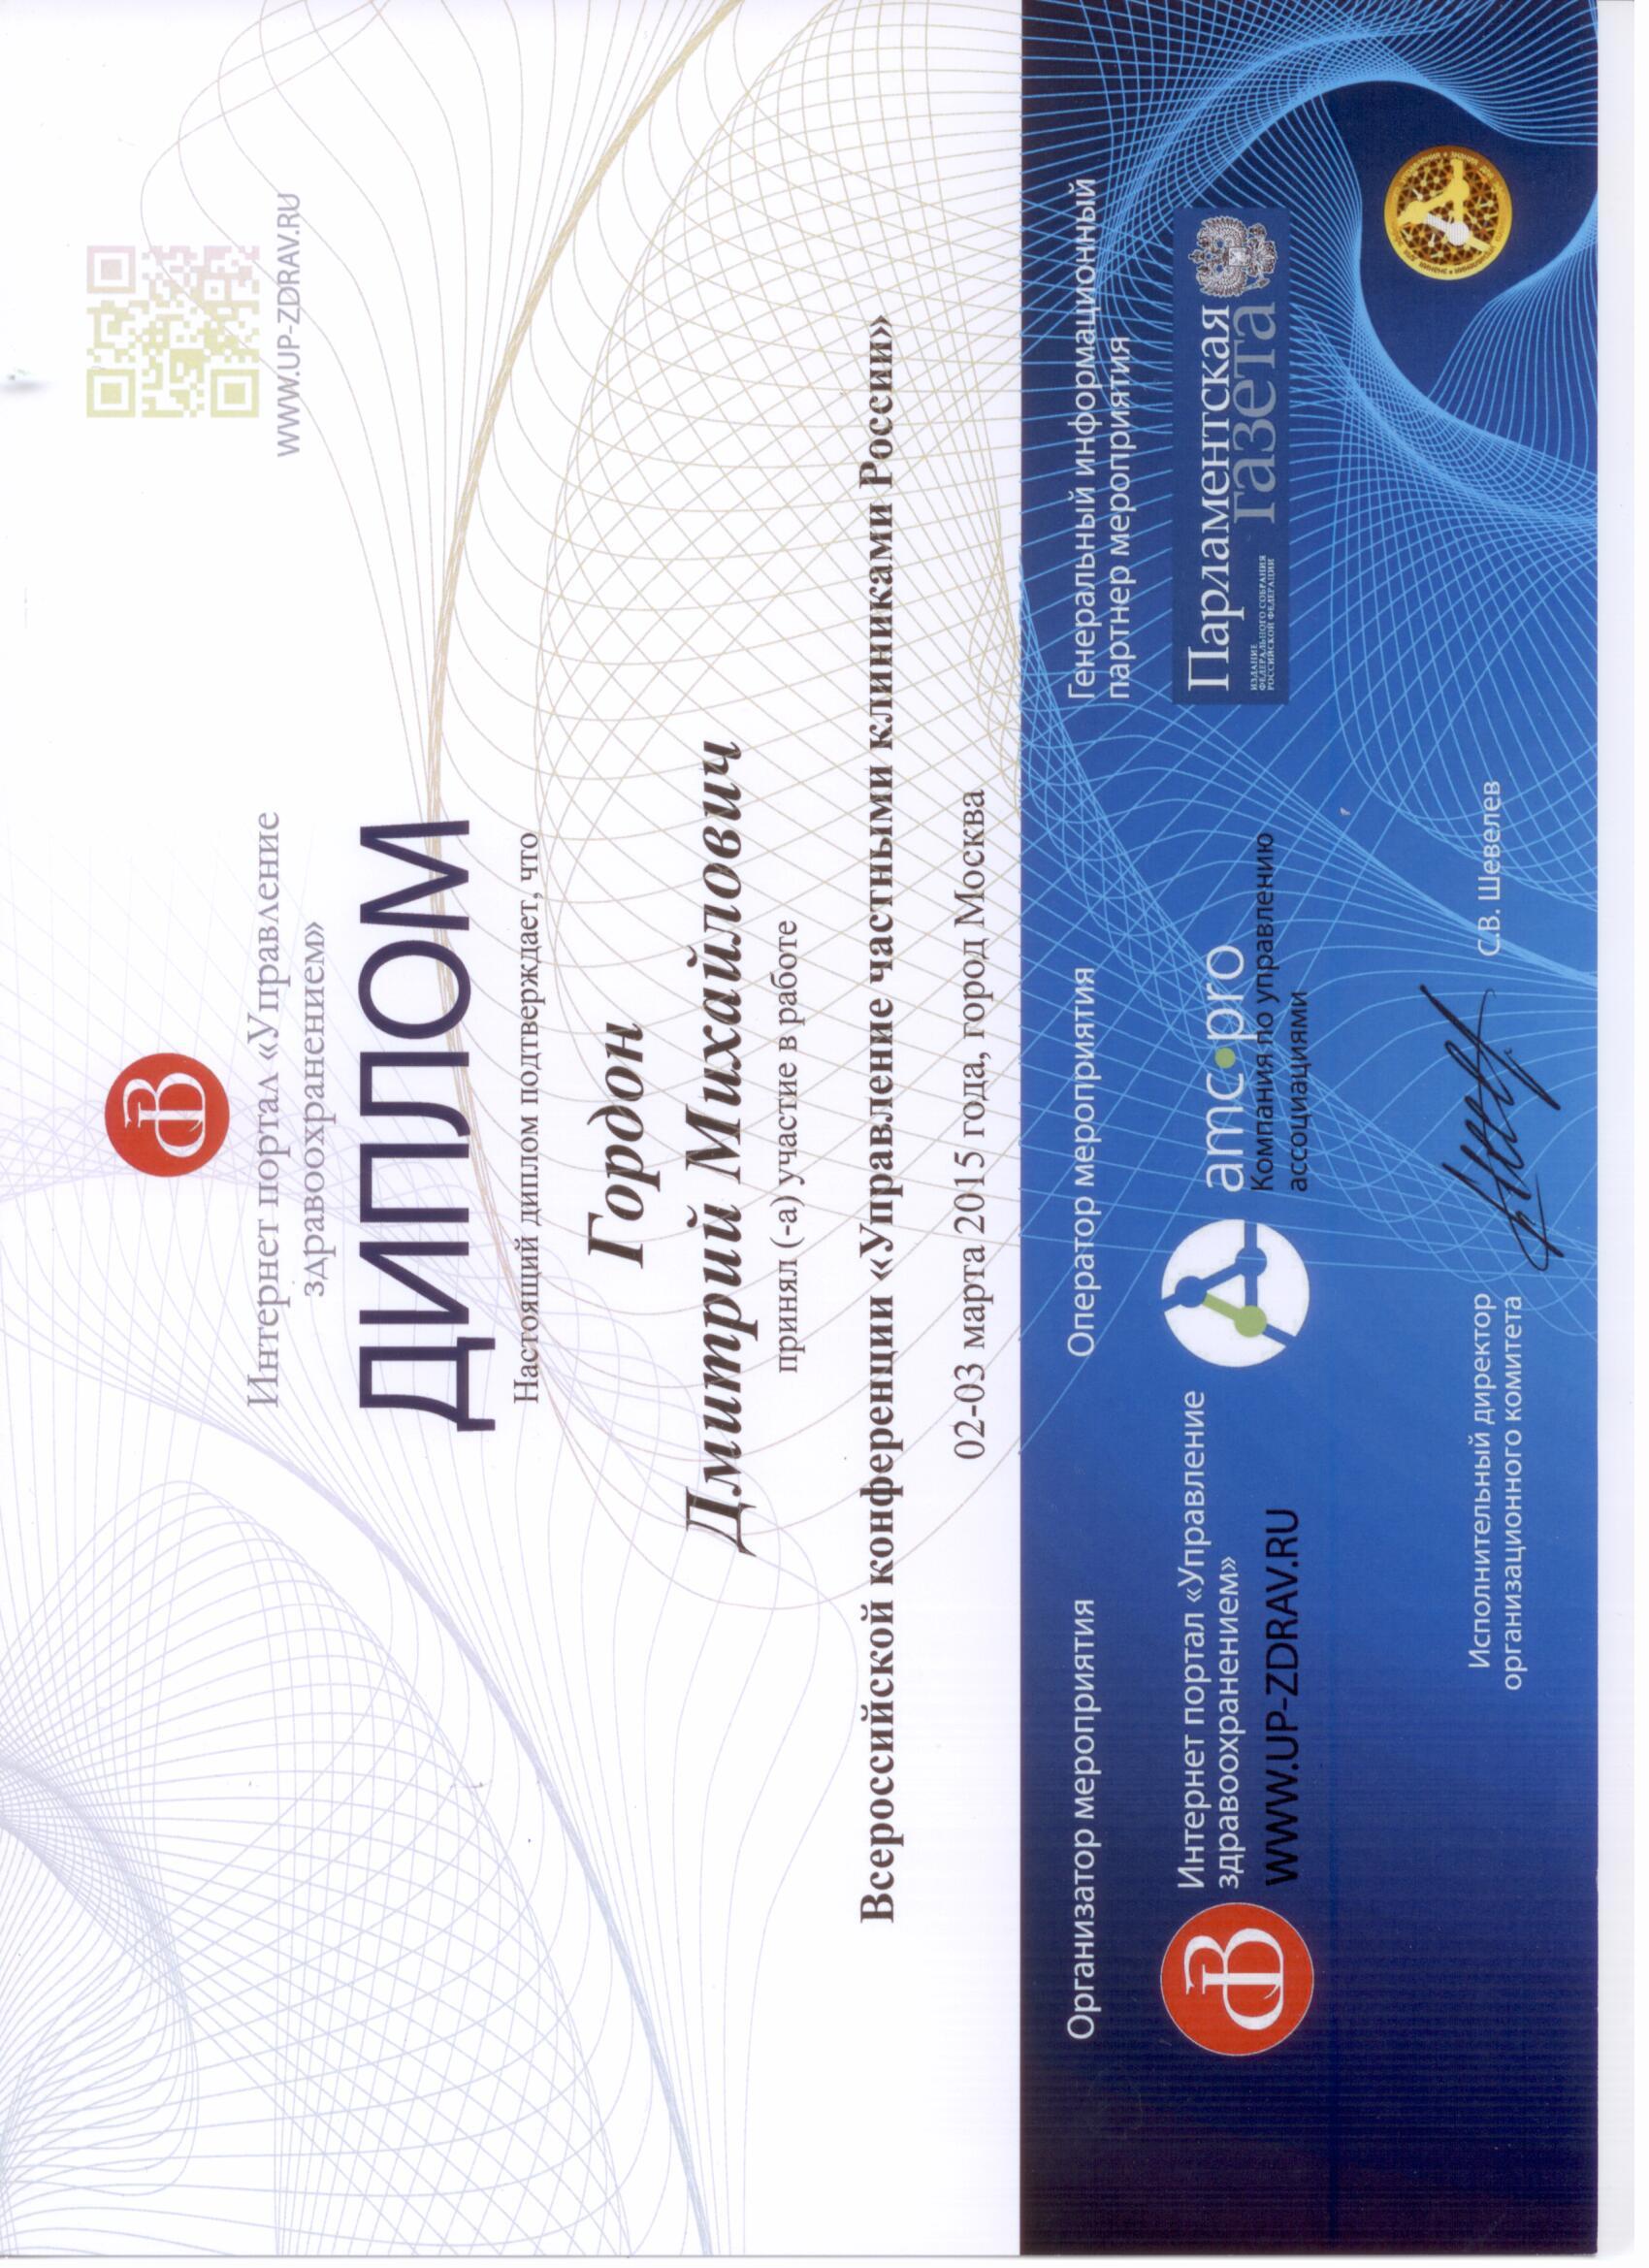 WWW.UP-ZDRAV.RU
Интернет портал «Управление
здравоохранением»
ДИПЛОМ
Настоящий диплом подтверждает, что
Гордон
Дмитрий Михайлович
принял (-а) участие в работе
Всероссийской конференции «Управление частными клиниками России»
02-03 марта 2015 года, город Москва
Организатор мероприятия
Интернет портал «Управление
здравоохранением»
WWW.UP-ZDRAV.RU
Оператор мероприятия
amc•pro
Компания по управлению
ассоциациями
Генеральный информационный
партнер мероприятия
Парламентская
газета
ИЗДАНИЕ
ФЕДЕРАЛЬНОГО СОБРАНИЯ
РОССИЙСКОЙ ФЕДЕРАЦИИ
Исполнительный директор
организационного комитета
С.В. Шевелев